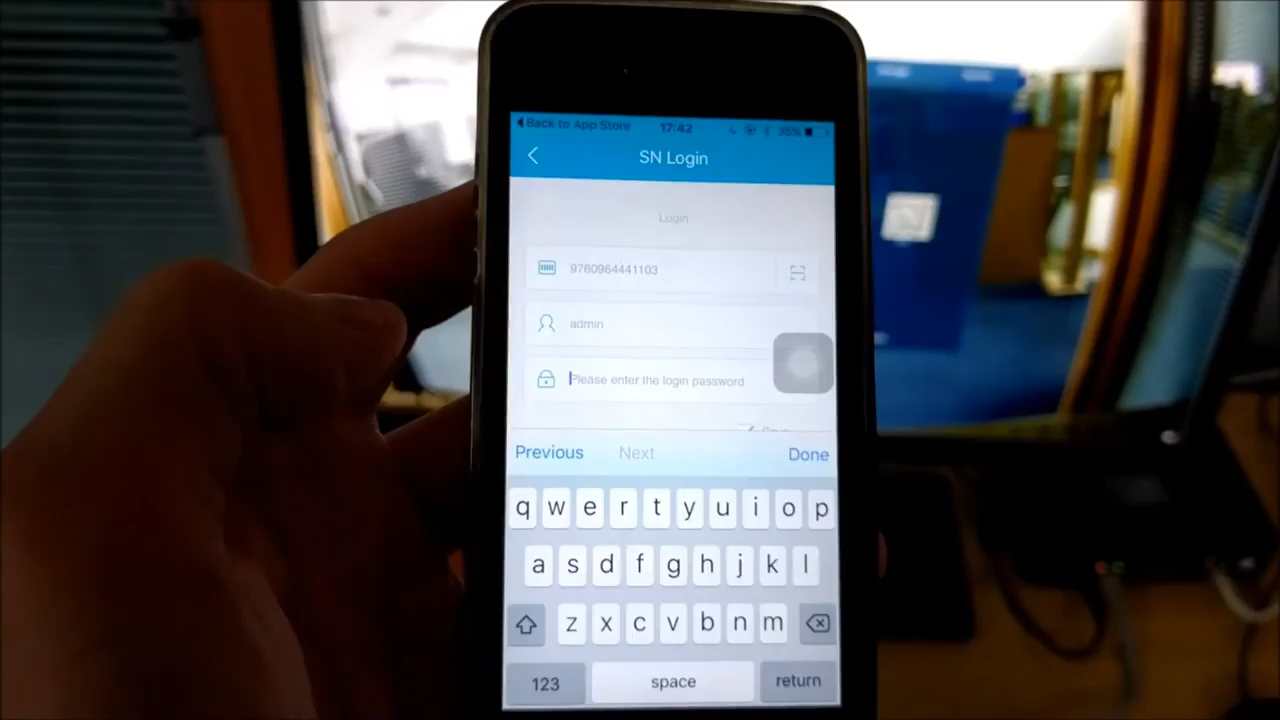 Back to App Store 17:42 35%
SN Login
Login
9760964441103
admin
Please enter the login password
Previous Next Done
q w e r t y u i o p
a s d f g h j k l
z x c v b n m
123 space return